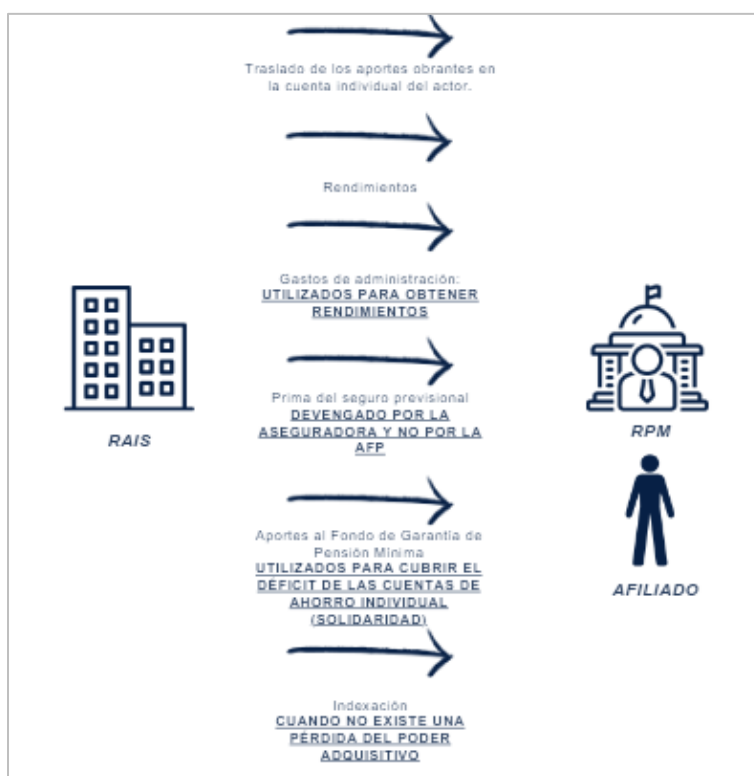 Traslado de los aportes obrantes en
la cuenta individual del actor.
Rendimientos
Gastos de administración:
UTILIZADOS PARA OBTENER
RENDIMIENTOS
Prima del seguro previsional
DEVENGADO POR LA
ASEGURADORA Y NO POR LA
AFP
RAIS
RPM
Aportes al Fondo de Garantía de
Pensión Mínima
UTILIZADOS PARA CUBRIR EL
DÉFICIT DE LAS CUENTAS DE
AHORRO INDIVIDUAL
(SOLIDARIDAD)
AFILIADO
Indexación
CUANDO NO EXISTE UNA
PÉRDIDA DEL PODER
ADQUISITIVO